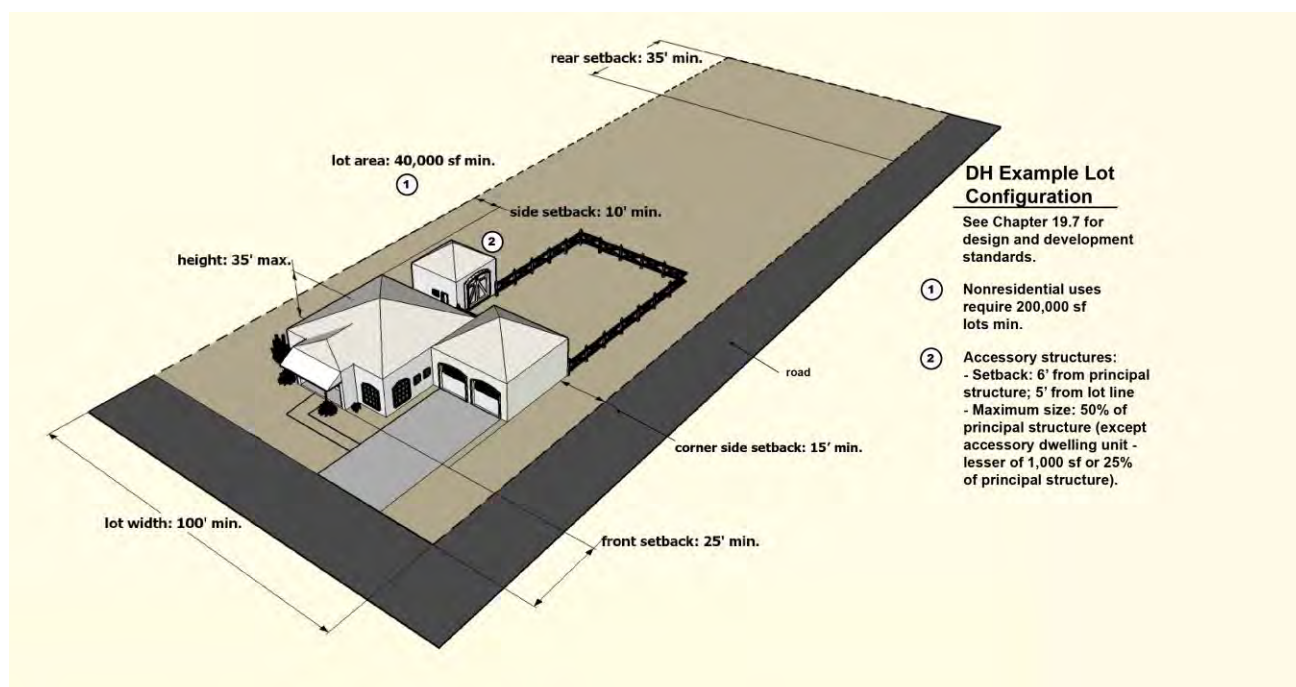 rear setback: 35' min.
lot area: 40,000 sf min.
1
side setback: 10' min.
2
height: 35' max.
road
corner side setback: 15’ min.
lot width: 100' min.
front setback: 25' min.
DH Example Lot
Configuration
See Chapter 19.7 for
design and development
standards.
1 Nonresidential uses
require 200,000 sf
lots min.
2 Accessory structures:
- Setback: 6’ from principal
structure; 5’ from lot line
- Maximum size: 50% of
principal structure (except
accessory dwelling unit -
lesser of 1,000 sf or 25%
of principal structure).